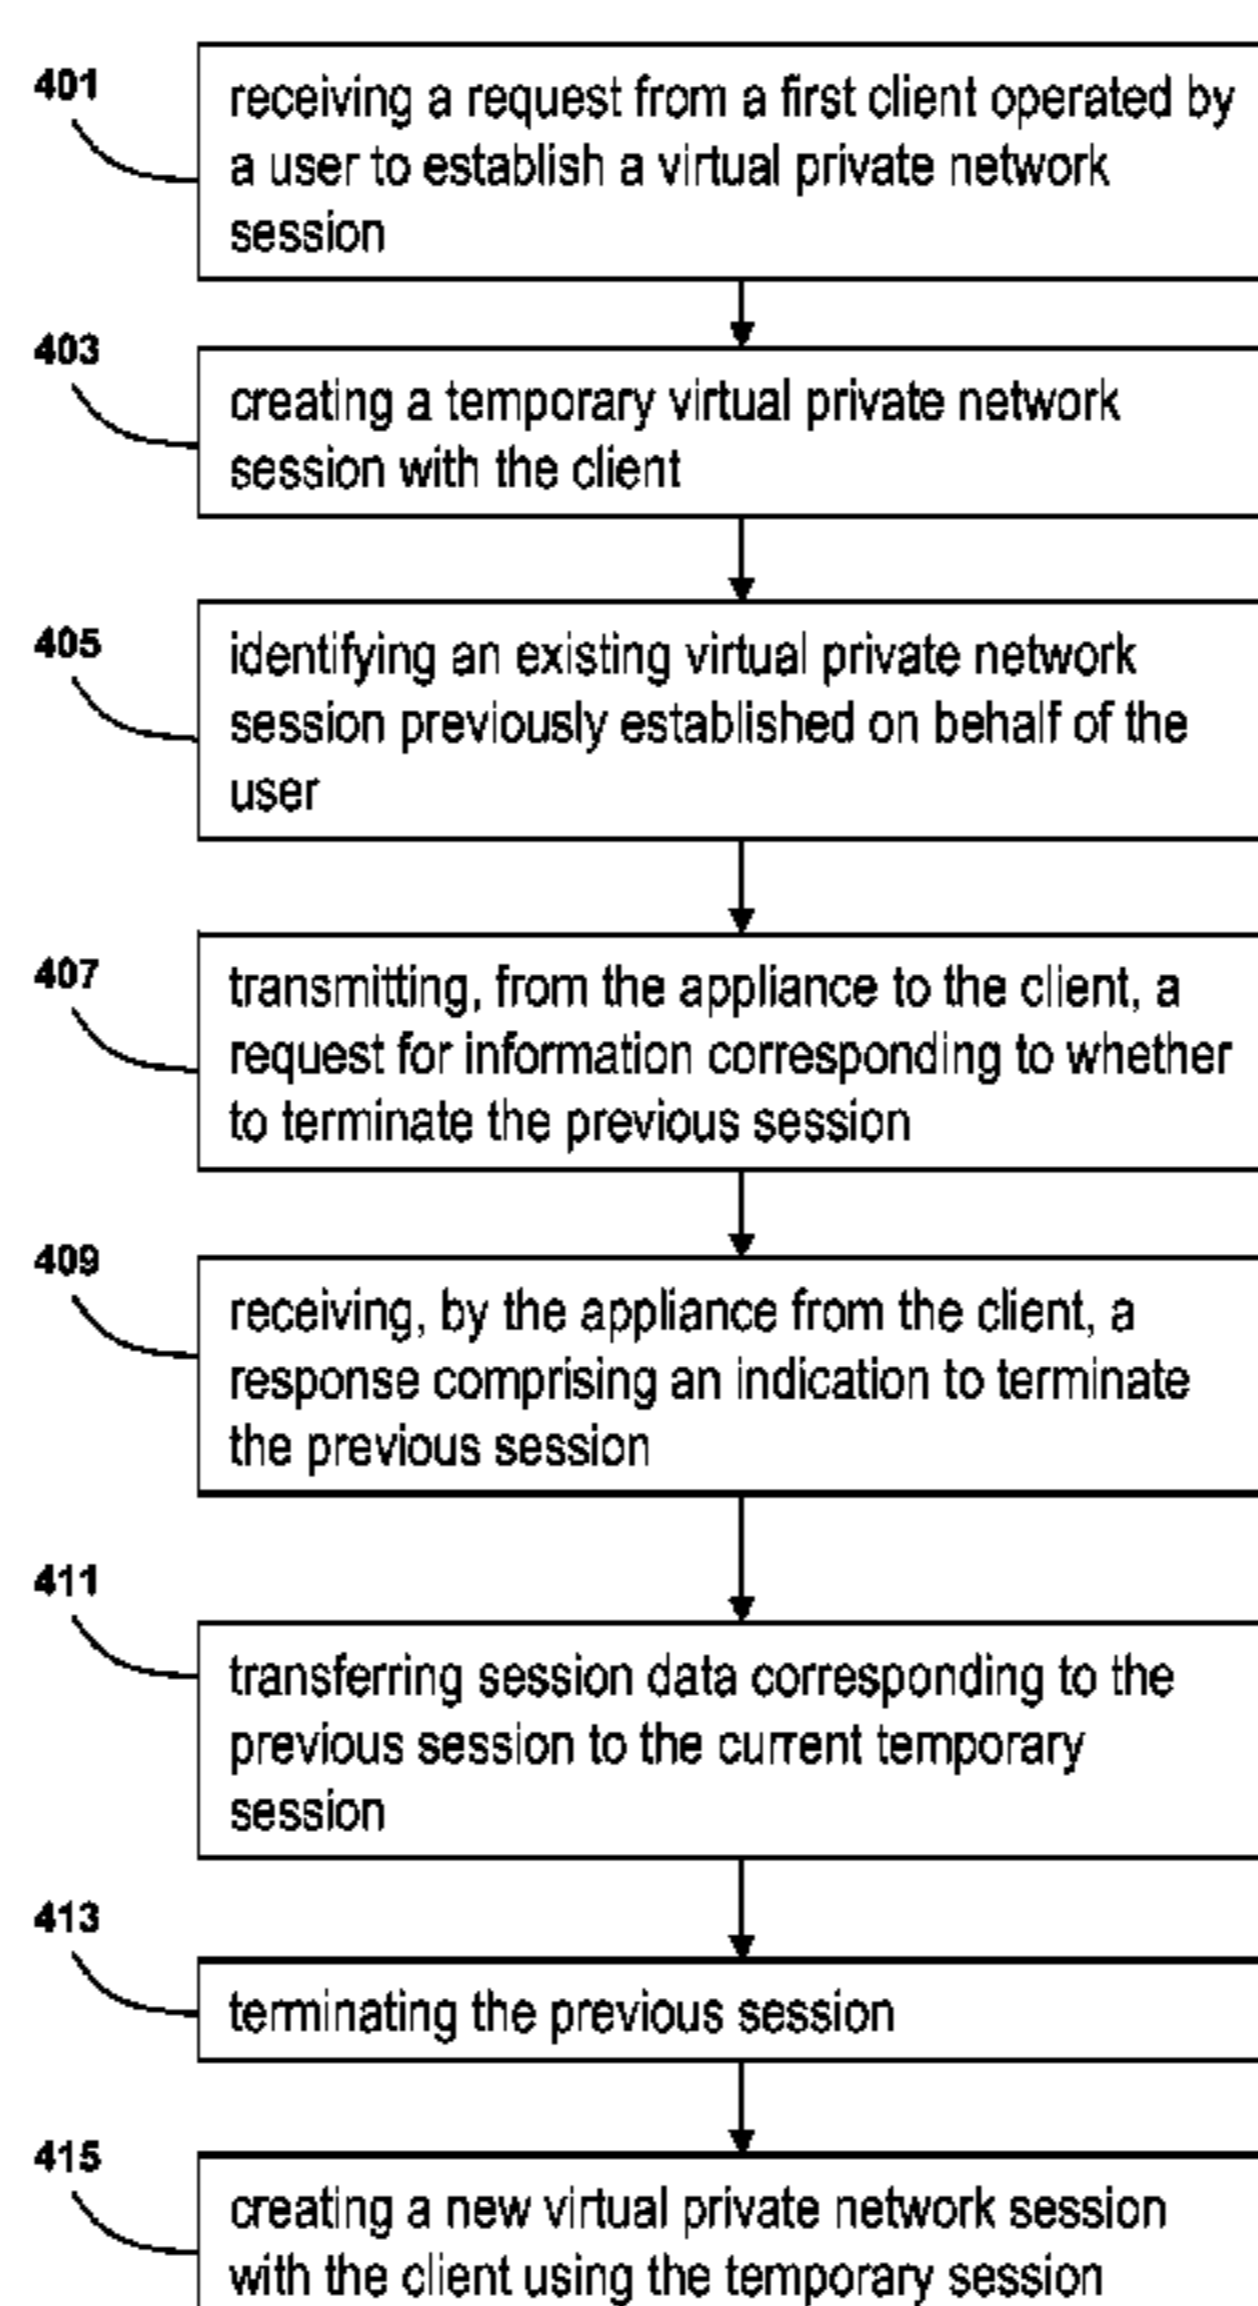 401
receiving a request from a first client operated by
a user to establish a virtual private network
session
403
creating a temporary virtual private network
session with the client
405
identifying an existing virtual private network
session previously established on behalf of the
user
407
transmitting, from the appliance to the client, a
request for information corresponding to whether
to terminate the previous session
409
receiving, by the appliance from the client, a
response comprising an indication to terminate
the previous session
411
transferring session data corresponding to the
previous session to the current temporary
session
413
terminating the previous session
415
creating a new virtual private network session
with the client using the temporary session